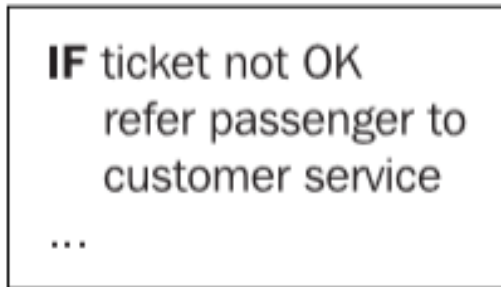 IF ticket not OK
refer passenger to
customer service
...